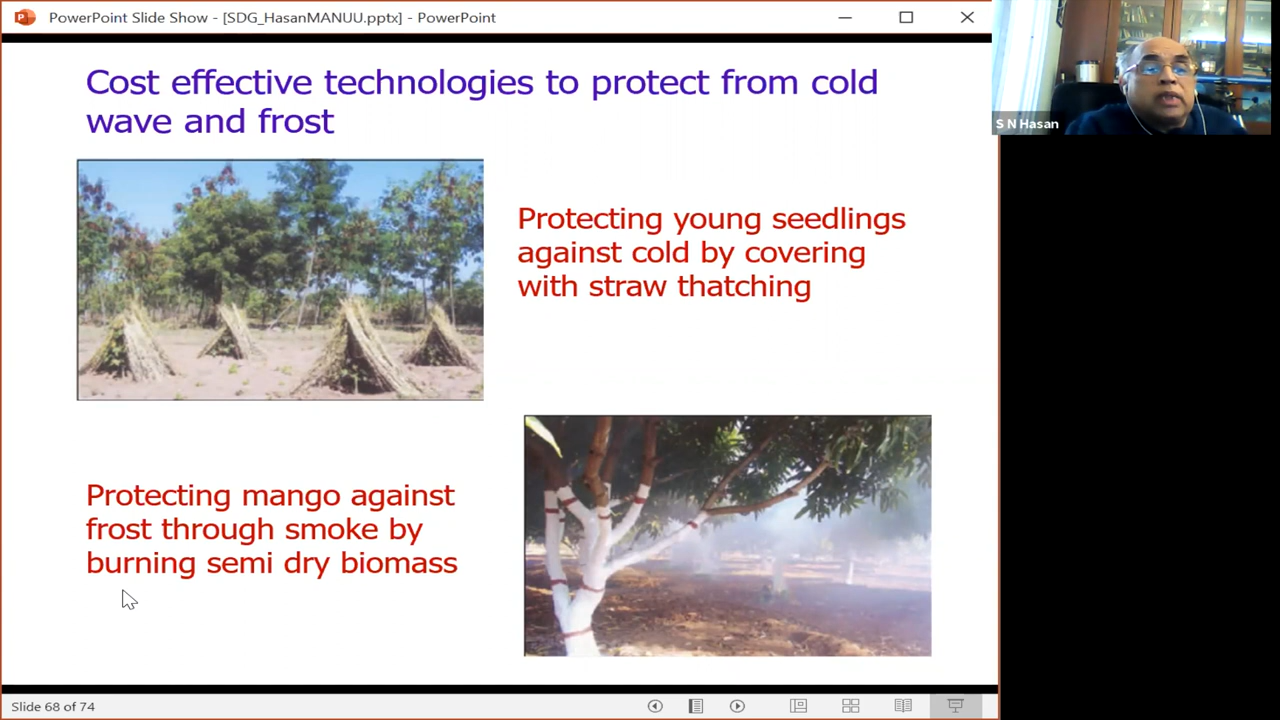 PowerPoint Slide Show - [SDG_HasanMANUU.pptx] - PowerPoint
S N Hasan
Cost effective technologies to protect from cold
wave and frost
Protecting young seedlings
against cold by covering
with straw thatching
Protecting mango against
frost through smoke by
burning semi dry biomass
Slide 68 of 74